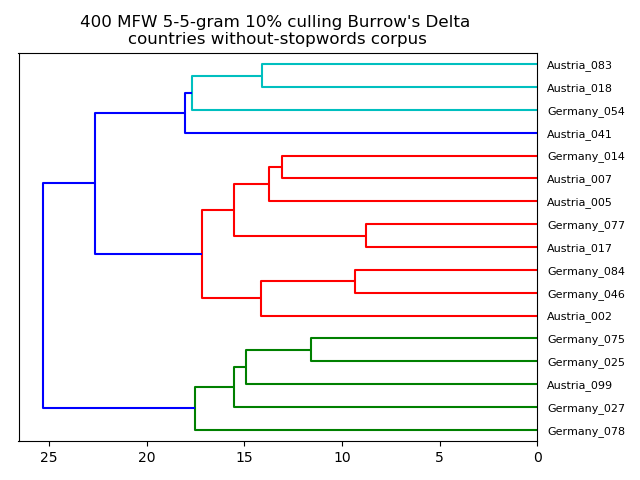 400 MFW 5-5-gram 10% culling Burrow's Delta
countries without-stopwords corpus
Austria_083
Austria_018
Germany_054
Austria_041
Germany_014
Austria_007
Austria_005
Germany_077
Austria_017
Germany_084
Germany_046
Austria_002
Germany_075
Germany_025
Austria_099
Germany_027
Germany_078
25 20 15 10 5 0